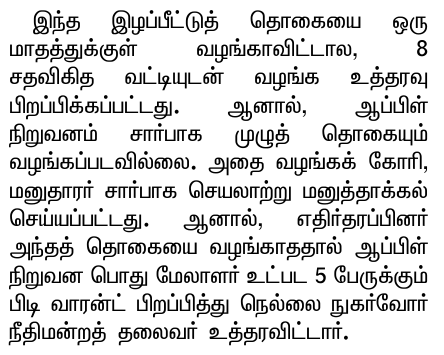 இந்த இழப்பீட்டுத் தொகையை ஒரு
மாதத்துக்குள் வழங்காவிட்டால, 8
சதவிகித வட்டியுடன் வழங்க உத்தரவு
பிறப்பிக்கப்பட்டது. ஆனால், ஆப்பிள்
நிறுவனம் சார்பாக முழுத் தொகையும்
வழங்கப்படவில்லை. அதை வழங்கக் கோரி,
மனுதாரர் சார்பாக செயலாற்று மனுத்தாக்கல்
செய்யப்பட்டது. ஆனால், எதிர்தரப்பினர்
அந்தத் தொகையை வழங்காததால் ஆப்பிள்
நிறுவன பொது மேலாளர் உட்பட 5 பேருக்கும்
பிடி வாரன்ட் பிறப்பித்து நெல்லை நுகர்வோர்
நீதிமன்றத் தலைவர் உத்தரவிட்டார்.